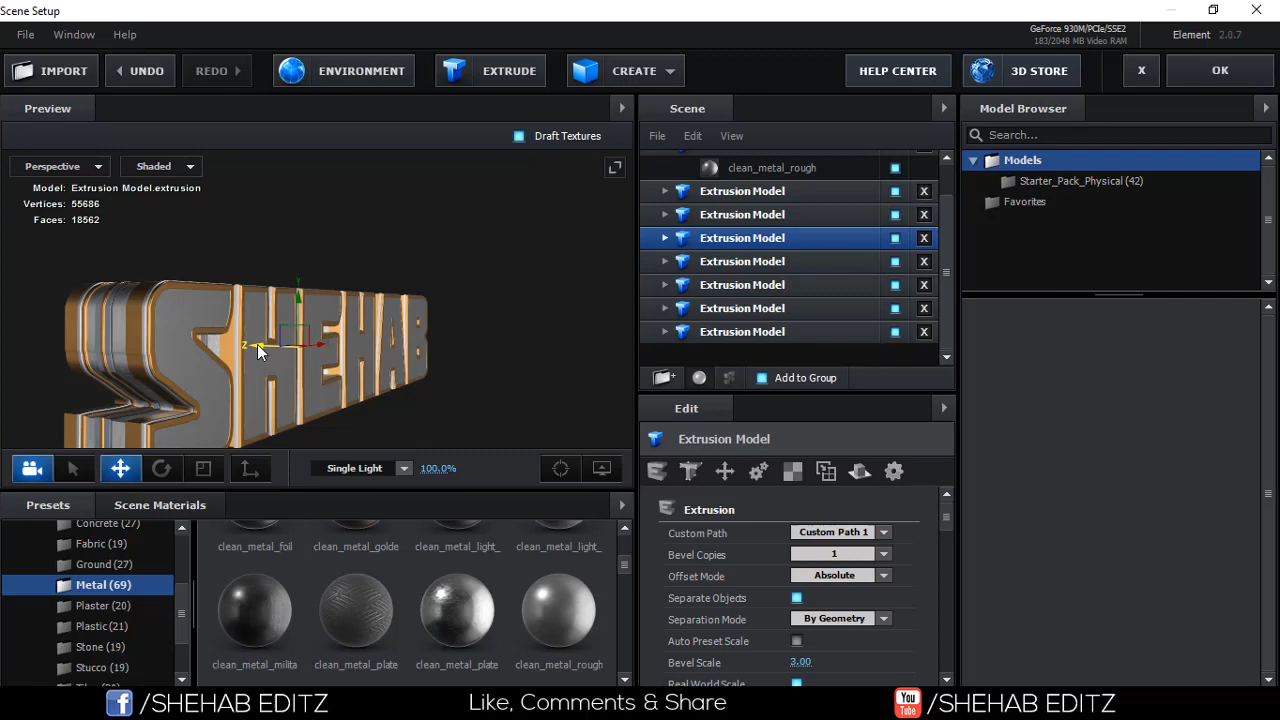 Scene Setup
File Window Help
GeForce 930M/PCIe/SSE2
183/2048 MB Video RAM
Element 2.0.7
IMPORT UNDO REDO ENVIRONMENT EXTRUDE CREATE HELP CENTER 3D STORE X OK
Preview
Draft Textures
Perspective Shaded
Model: Extrusion Model.extrusion
Vertices: 55686
Faces: 18562
SHEHAB
Y
Z
Single Light 100.0%
Presets Scene Materials
Concrete (27)
Fabric (19)
Ground (27)
Metal (69)
Plaster (20)
Plastic (21)
Stone (19)
Stucco (19)
clean_metal_foil clean_metal_golde clean_metal_light_ clean_metal_light_
clean_metal_milita clean_metal_plate clean_metal_plate clean_metal_rough
Scene
File Edit View
clean_metal_rough
Extrusion Model X
Extrusion Model X
Extrusion Model X
Extrusion Model X
Extrusion Model X
Extrusion Model X
Extrusion Model X
Add to Group
Edit
Extrusion Model
Extrusion
Custom Path Custom Path 1
Bevel Copies 1
Offset Mode Absolute
Separate Objects
Separation Mode By Geometry
Auto Preset Scale
Bevel Scale 3.00
Real World Scale
Model Browser
Search...
Models
Starter_Pack_Physical (42)
Favorites
f /SHEHAB EDITZ Like, Comments & Share You Tube /SHEHAB EDITZ